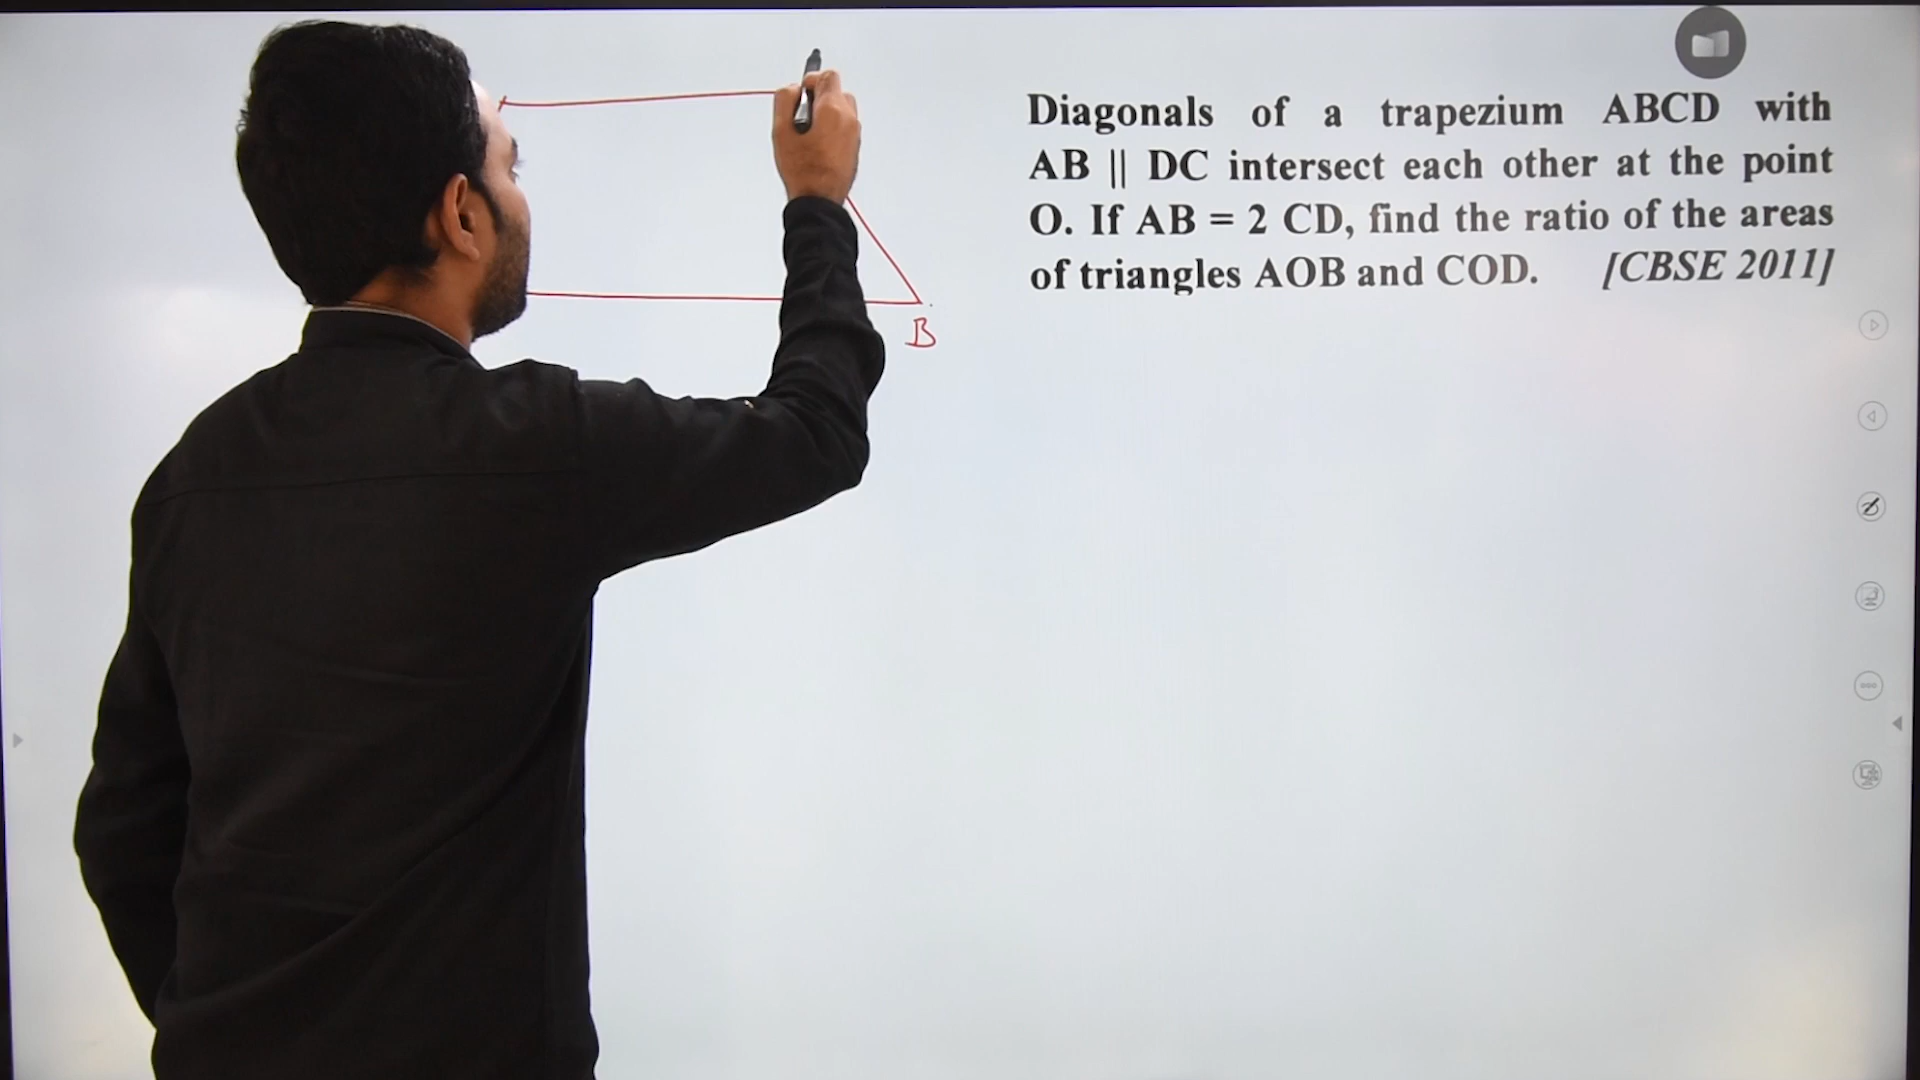 Diagonals of a trapezium ABCD with
AB || DC intersect each other at the point
O. If AB = 2 CD, find the ratio of the areas
of triangles AOB and COD. [CBSE 2011]
B